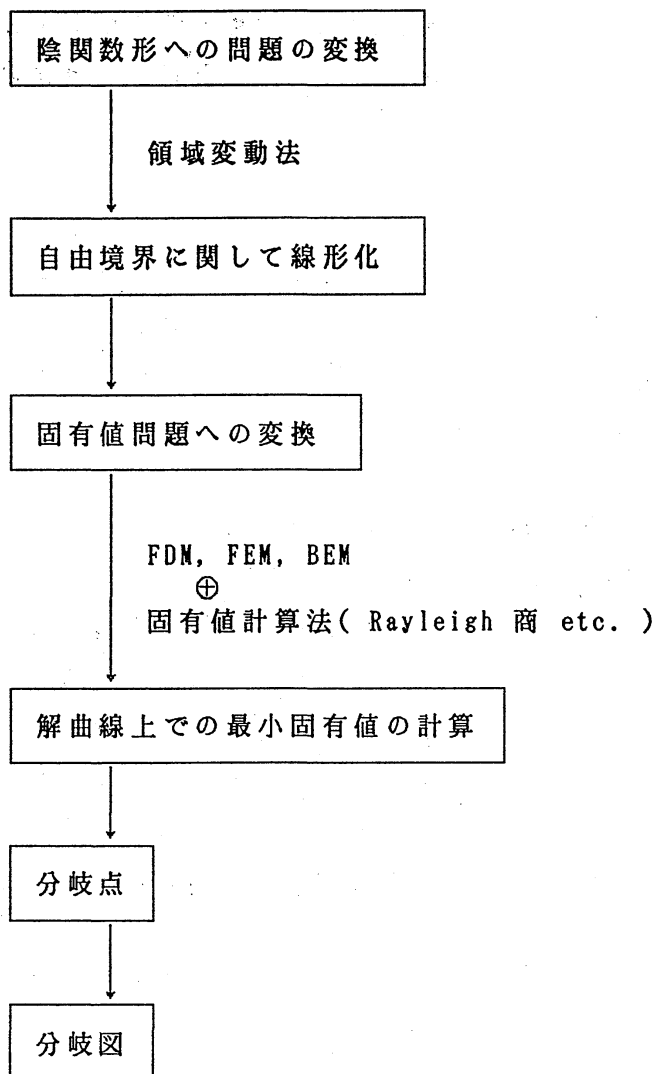 陰関数形への問題の変換
領域変動法
自由境界に関して線形化
固有値問題への変換
FDM, FEM, BEM
⊕
固有値計算法( Rayleigh 商 etc. )
解曲線上での最小固有値の計算
分岐点
分岐図